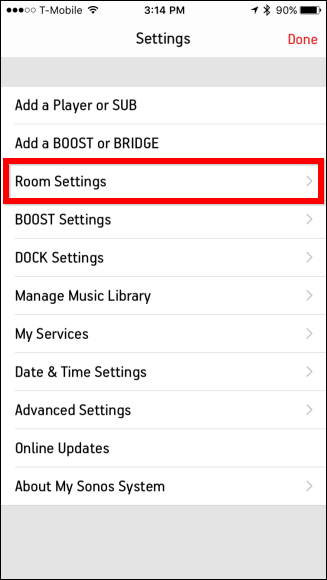 T-Mobile 3:14 PM 90%
Settings Done
Add a Player or SUB
Add a BOOST or BRIDGE
Room Settings
BOOST Settings
DOCK Settings
Manage Music Library
My Services
Date & Time Settings
Advanced Settings
Online Updates
About My Sonos System